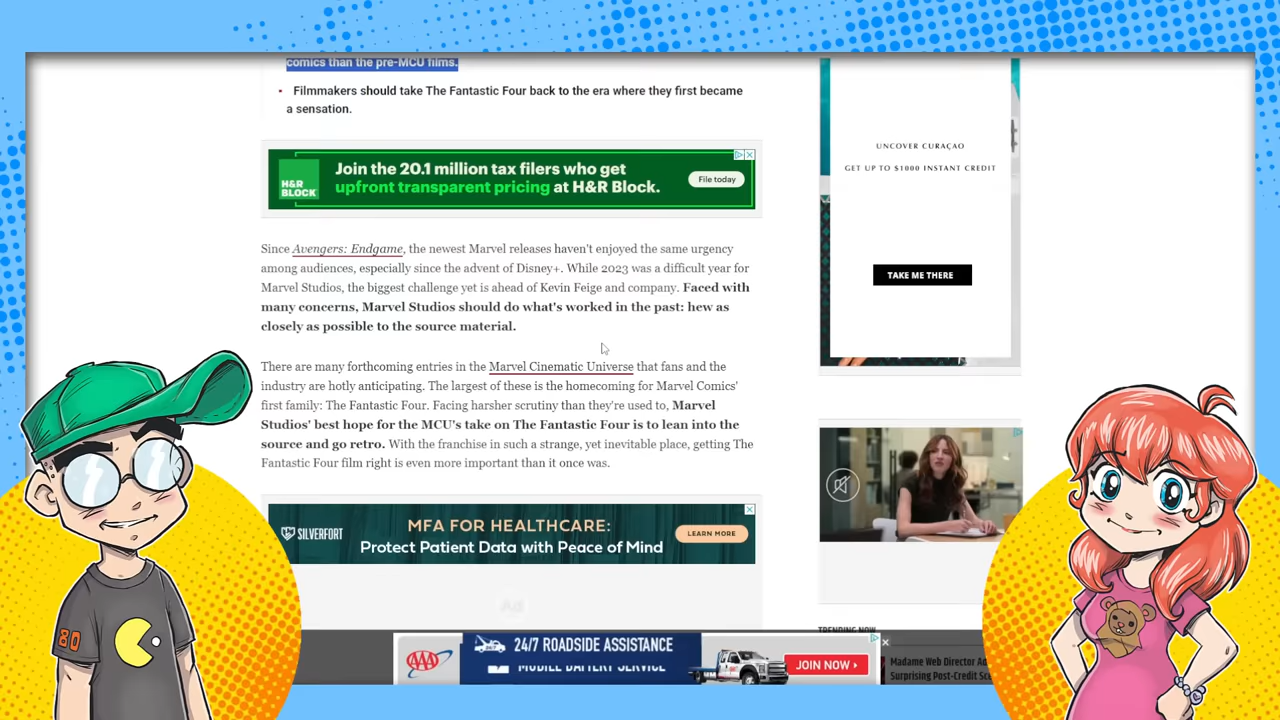 comics than the pre-MCU films.
Filmmakers should take The Fantastic Four back to the era where they first became
a sensation.
H&R
BLOCK
Join the 20.1 million tax filers who get
upfront transparent pricing at H&R Block.
File today
UNCOVER CURAÇAO
GET UP TO $1000 INSTANT CREDIT
TAKE ME THERE
Since Avengers: Endgame, the newest Marvel releases haven't enjoyed the same urgency
among audiences, especially since the advent of Disney+. While 2023 was a difficult year for
Marvel Studios, the biggest challenge yet is ahead of Kevin Feige and company. Faced with
many concerns, Marvel Studios should do what's worked in the past: hew as
closely as possible to the source material.
There are many forthcoming entries in the Marvel Cinematic Universe that fans and the
industry are hotly anticipating. The largest of these is the homecoming for Marvel Comics'
first family: The Fantastic Four. Facing harsher scrutiny than they're used to, Marvel
Studios' best hope for the MCU's take on The Fantastic Four is to lean into the
source and go retro. With the franchise in such a strange, yet inevitable place, getting The
Fantastic Four film right is even more important than it once was.
SILVERFORT
MFA FOR HEALTHCARE:
Protect Patient Data with Peace of Mind
LEARN MORE
Ad
TRENDING NOW
AAA
24/7 ROADSIDE ASSISTANCE
MOBILE BATTERY SERVICE
JOIN NOW
Madame Web Director
Surprising Post-Credit
80